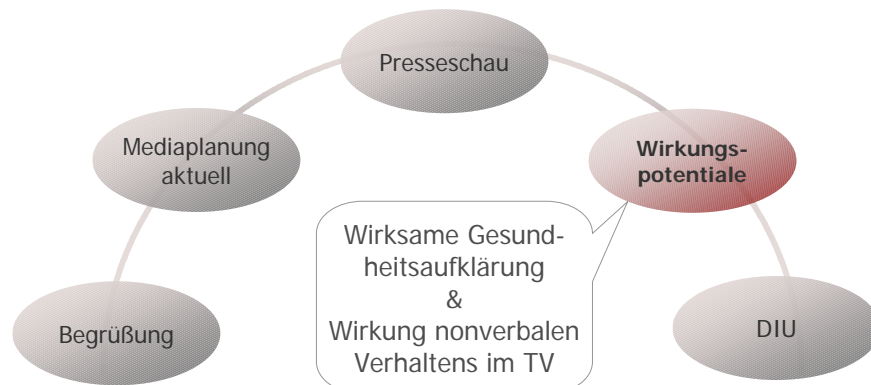 Presseschau
Mediaplanung
aktuell
Wirkungs-
potentiale
Wirksame Gesund-
heitsaufklärung
&
Wirkung nonverbalen
Verhaltens im TV
Begrüßung
DIU